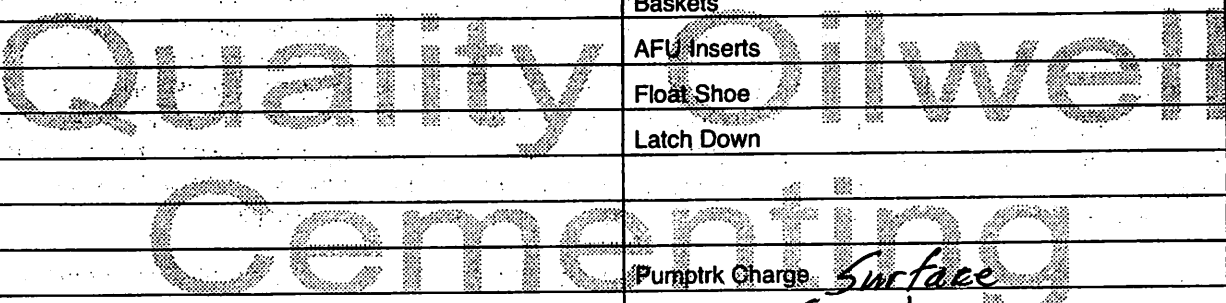 Baskets
Quality Oilwell
AFU Inserts
Float Shoe
Latch Down
Cementing
Pumptrk Charge Surface